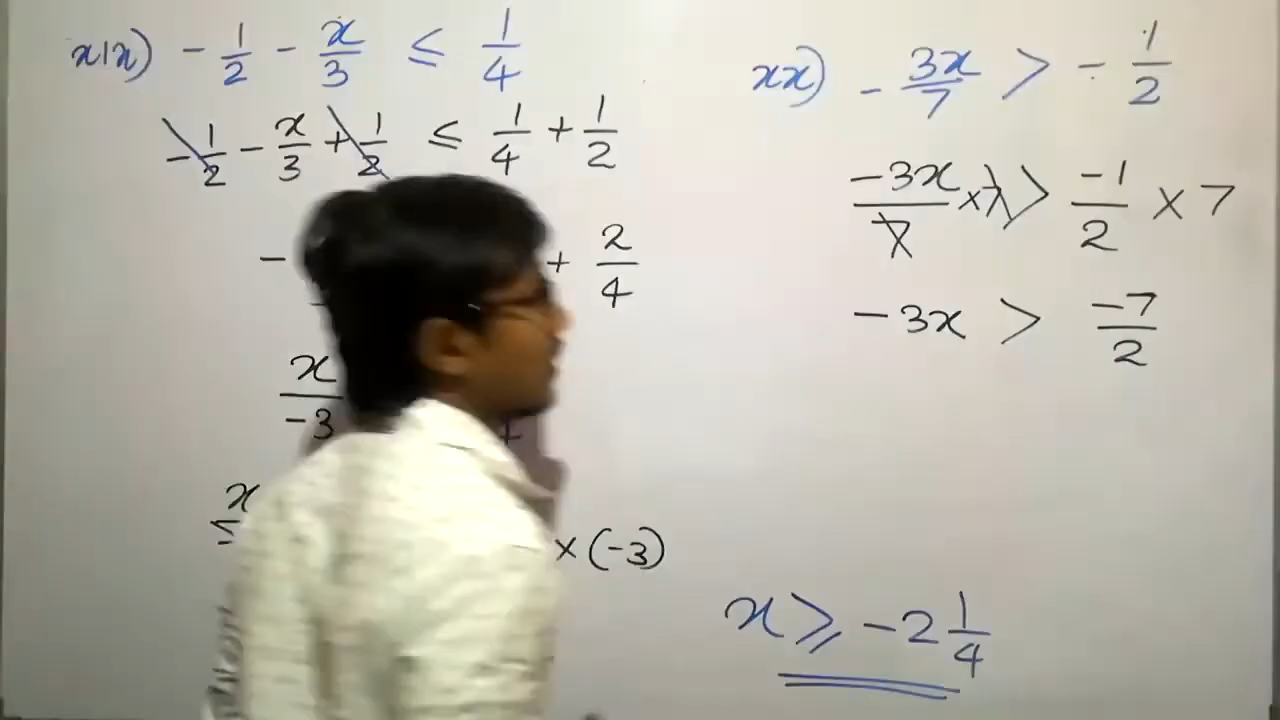 xix) - 1/2 - x/3 ≤ 1/4
- 1/2 - x/3 + 1/2 ≤ 1/4 + 1/2
- + 2/4
x/-3
x
× (-3)
xx) - 3x/7 > - 1/2
-3x/7 × 7 > -1/2 × 7
-3x > -7/2
x ≥ -2 1/4